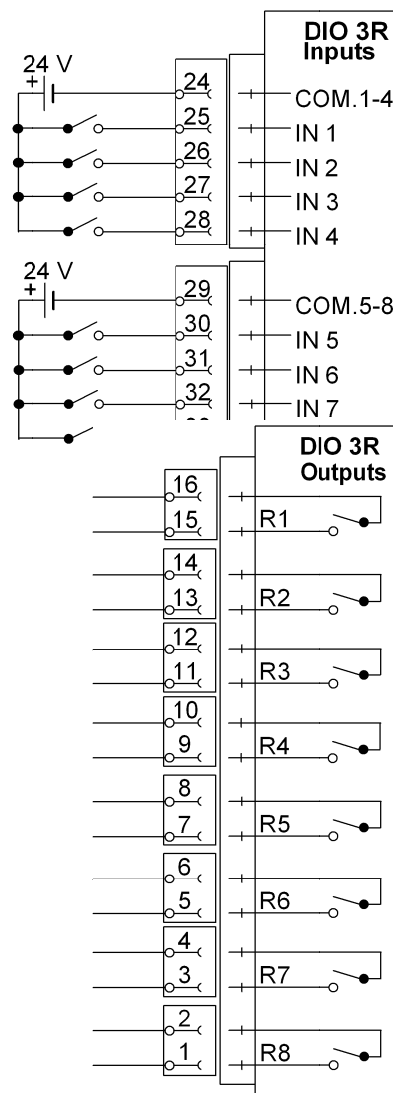 DIO 3R
Inputs
24 V
+
24 COM.1-4
25 IN 1
26 IN 2
27 IN 3
28 IN 4
24 V
+
29 COM.5-8
30 IN 5
31 IN 6
32 IN 7
DIO 3R
Outputs
16
15 R1
14
13 R2
12
11 R3
10
9 R4
8
7 R5
6
5 R6
4
3 R7
2
1 R8